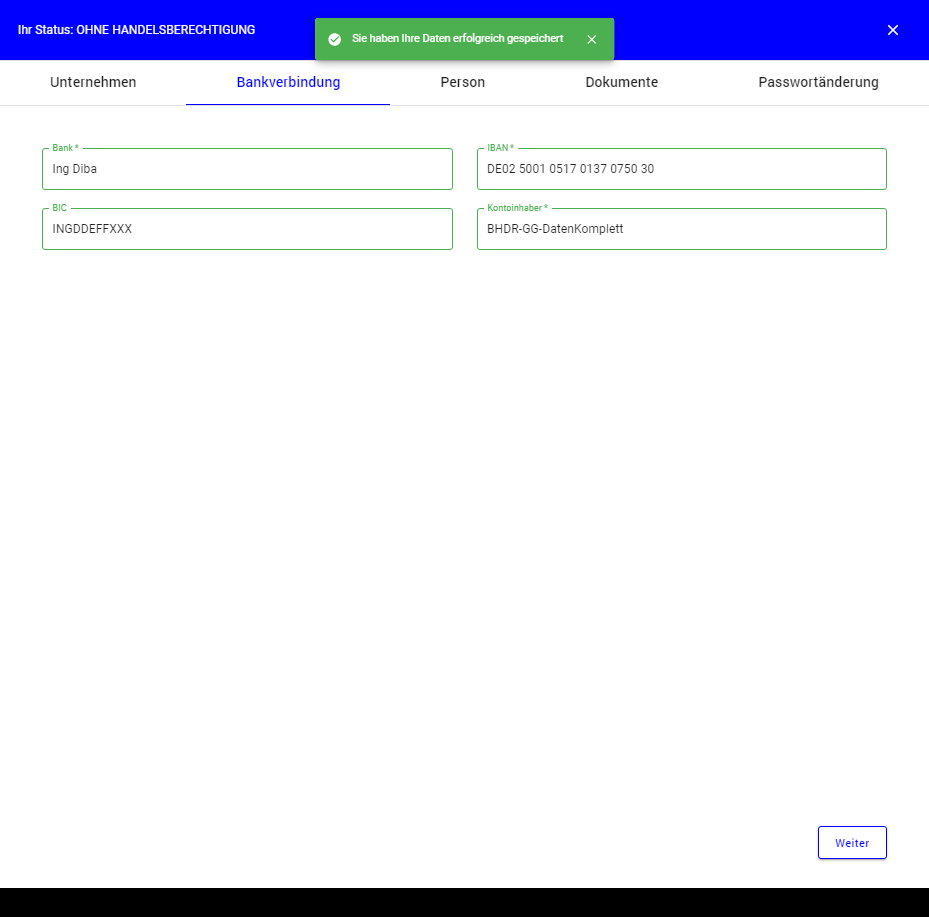 Ihr Status: OHNE HANDELSBERECHTIGUNG
Sie haben Ihre Daten erfolgreich gespeichert
Unternehmen Bankverbindung Person Dokumente Passwortänderung
Bank * IBAN *
Ing Diba DE02 5001 0517 0137 0750 30
BIC Kontoinhaber *
INGDDEFFXXX BHDR-GG-DatenKomplett
Weiter